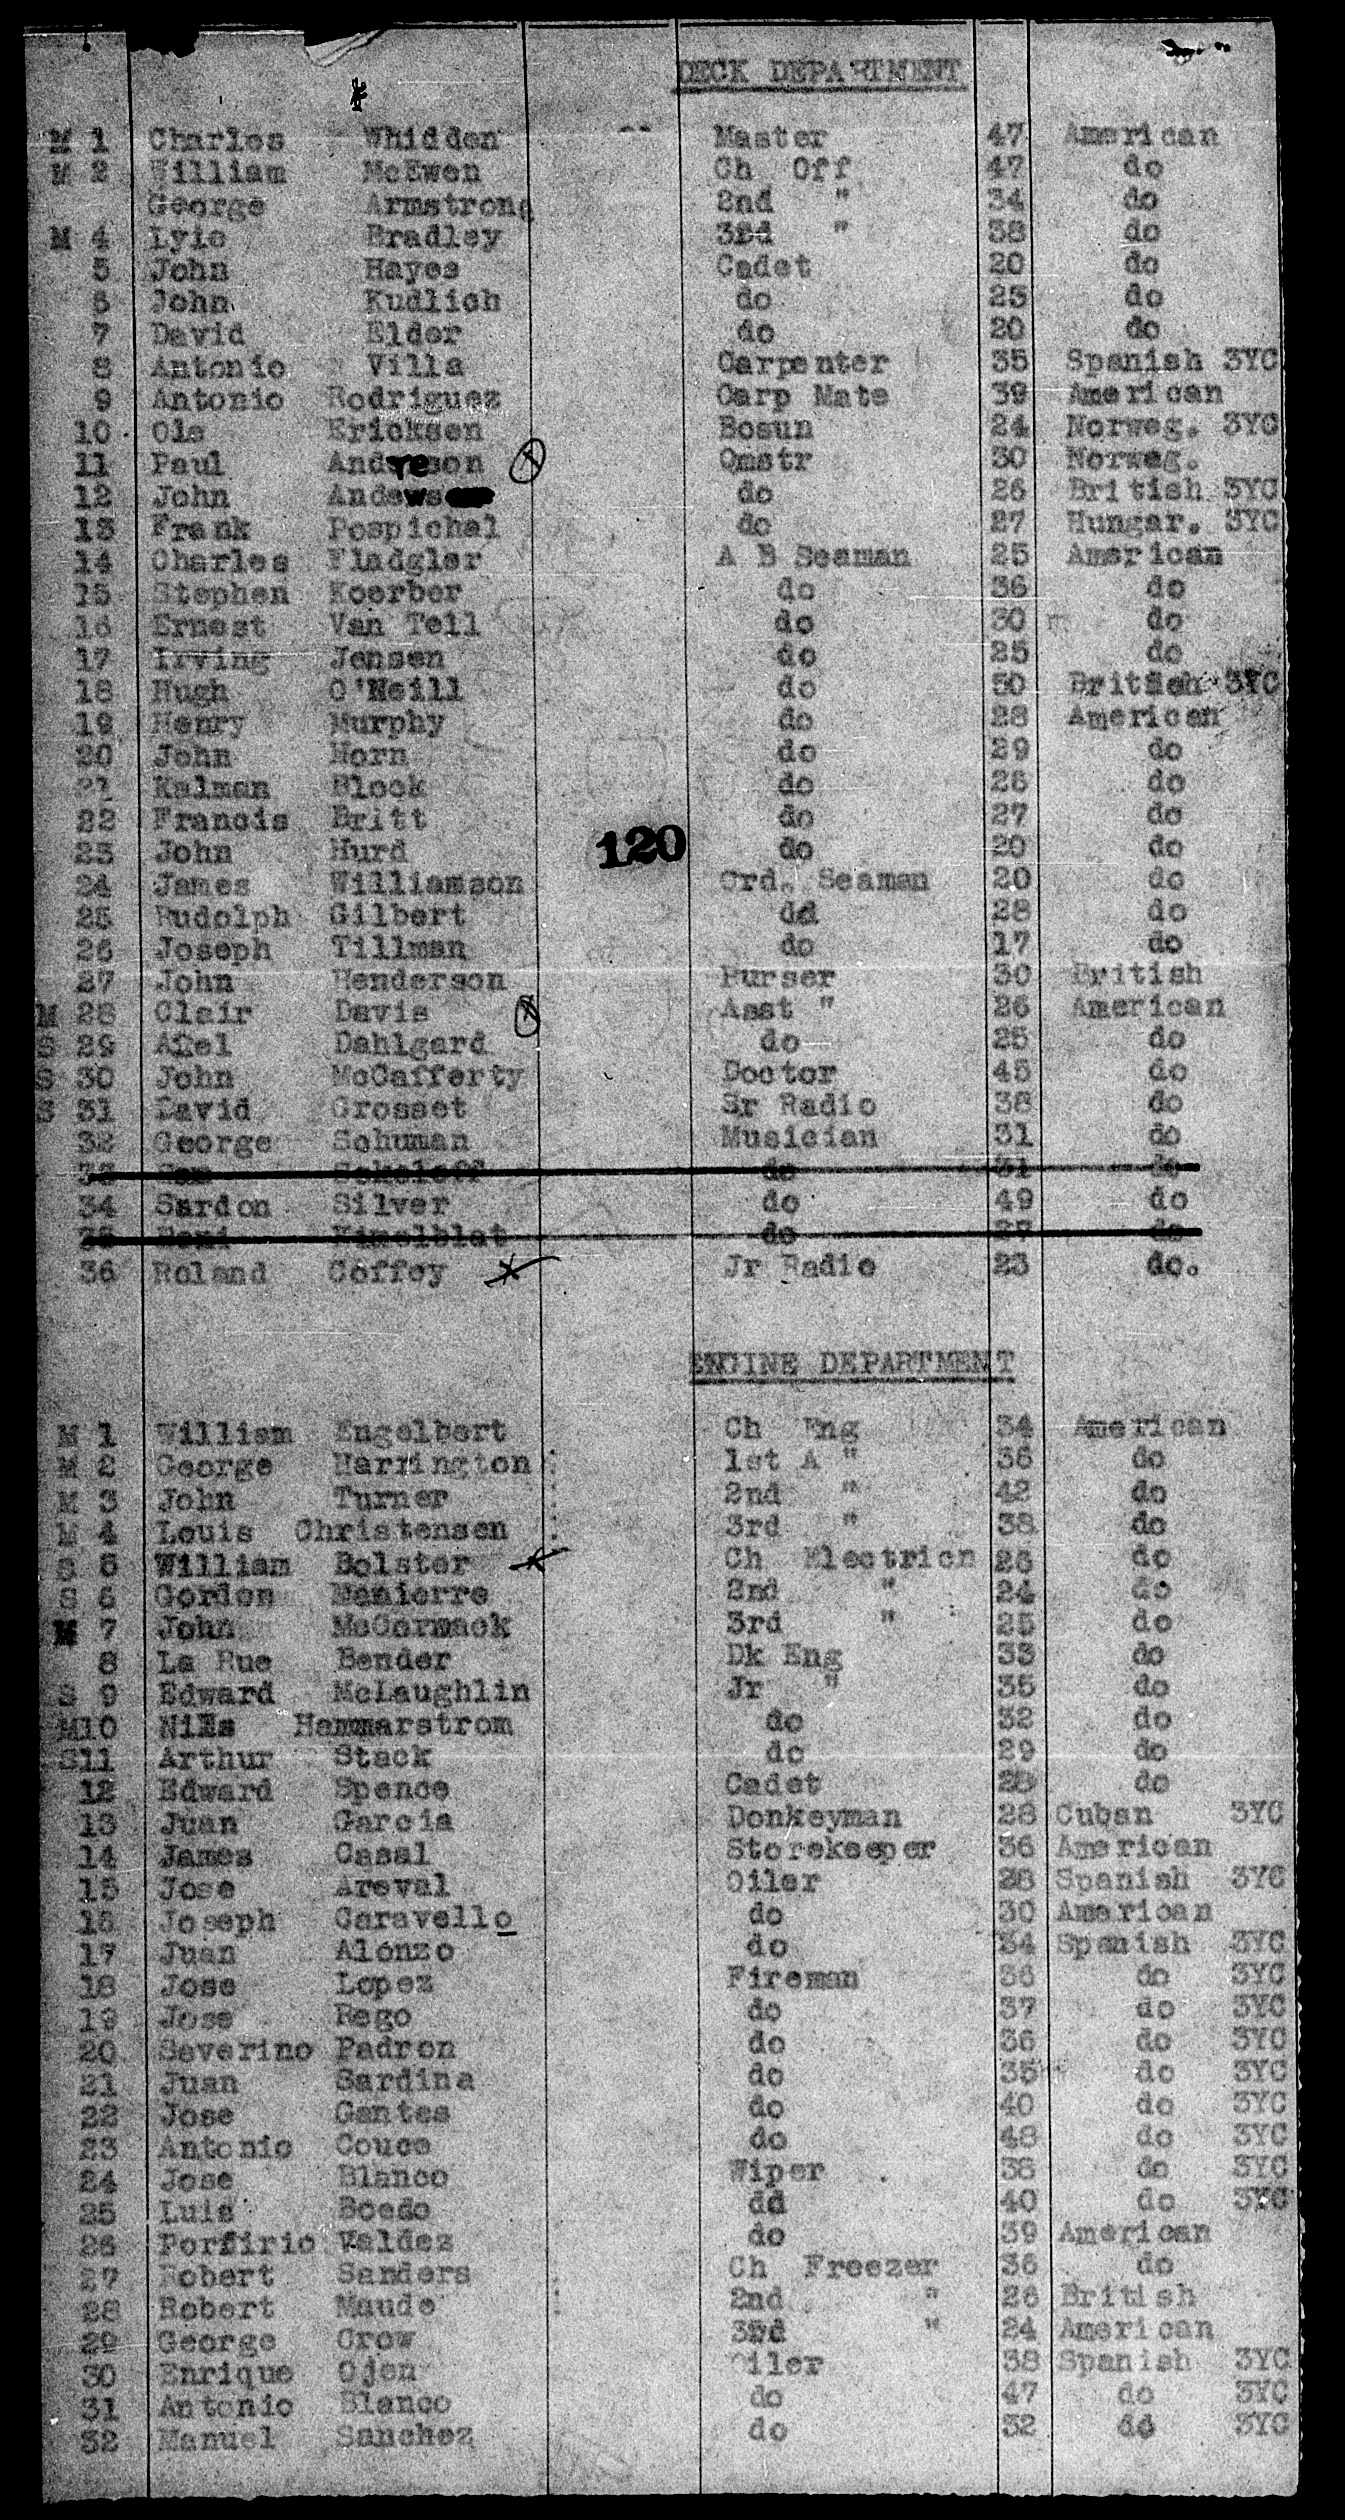 DECK DEPARTMENT
M 1 Charles Whidden Master 47 American
M 2 William McEwen Ch Off 47 do
George Armstrong 2nd " 34 do
M 4 Lyle Bradley 3rd " 38 do
5 John Hayes Cadet 20 do
6 John Kudlich do 23 do
7 David Elder do 20 do
8 Antonio Villa Carpenter 35 Spanish 3YC
9 Antonio Rodriguez Carp Mate 39 American
10 Ole Ericksen Bosun 24 Norweg. 3YC
11 Paul Andreson Qmstr 30 Norweg.
12 John Andews do 26 British 3YC
13 Frank Pospichal do 27 Hungar. 3YC
14 Charles Fladgler A B Seaman 25 American
15 Stephen Koerber do 36 do
16 Ernest Van Tell do 30 do
17 Irving Jensen do 25 do
18 Hugh O'Neill do 50 British 3YC
19 Henry Murphy do 28 American
20 John Horn do 29 do
21 Kalman Block do 26 do
22 Francis Britt do 27 do
120
23 John Hurd do 20 do
24 James Williamson Ord. Seaman 20 do
25 Rudolph Gilbert dd 28 do
26 Joseph Tillman do 17 do
27 John Henderson Purser 30 British
M 28 Clair Davis Asst " 26 American
S 29 Axel Dahlgard do 25 do
S 30 John McCafferty Doctor 45 do
S 31 David Grosset Sr Radio 38 do
32 George Schuman Musician 31 do
33 Sokoloff do 31 do
34 Sardon Silver do 49 do
35 Kimelblat do 27 do
36 Roland Coffey Jr Radio 23 do.
ENGINE DEPARTMENT
M 1 William Engelbert Ch Eng 34 American
M 2 George Harrington 1st A " 36 do
M 3 John Turner 2nd " 42 do
M 4 Louis Christensen 3rd " 38 do
S 5 William Bolster Ch Electricn 26 do
S 6 Gordon Menierre 2nd " 24 do
M 7 John McCormack 3rd " 25 do
8 La Rue Bender Dk Eng 33 do
S 9 Edward McLaughlin Jr " 35 do
M10 Nils Hammarstrom do 32 do
S11 Arthur Stack do 29 do
12 Edward Spence Cadet 20 do
13 Juan Garcia Donkeyman 28 Cuban 3YC
14 James Casal Storekeeper 36 American
15 Jose Areval Oiler 28 Spanish 3YC
16 Joseph Caravello do 30 American
17 Juan Alonzo do 34 Spanish 3YC
18 Jose Lopez Fireman 36 do 3YC
19 Jose Rego do 37 do 3YC
20 Severino Padron do 36 do 3YC
21 Juan Sardina do 35 do 3YC
22 Jose Gantes do 40 do 3YC
23 Antonio Couce do 48 do 3YC
24 Jose Blanco Wiper 38 do 3YC
25 Luis Boedo dd 40 do 3YC
26 Porfirio Valdez do 39 American
27 Robert Sanders Ch Freezer 36 do
28 Robert Maude 2nd " 26 British
29 George Crow 3rd " 24 American
30 Enrique Ojen Oiler 38 Spanish 3YC
31 Antonio Blanco do 47 do 3YC
32 Manuel Sanchez do 32 dd 3YC